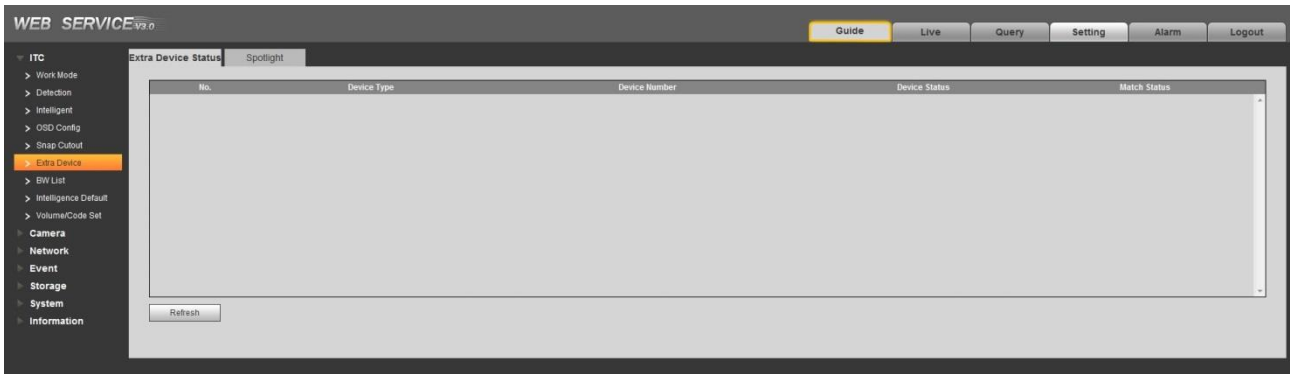 WEB SERVICE V3.0
Guide Live Query Setting Alarm Logout
ITC
Work Mode
Detection
Intelligent
OSD Config
Snap Cutout
Extra Device
BW List
Intelligence Default
Volume/Code Set
Camera
Network
Event
Storage
System
Information
Extra Device Status Spotlight
No. Device Type Device Number Device Status Match Status
Refresh